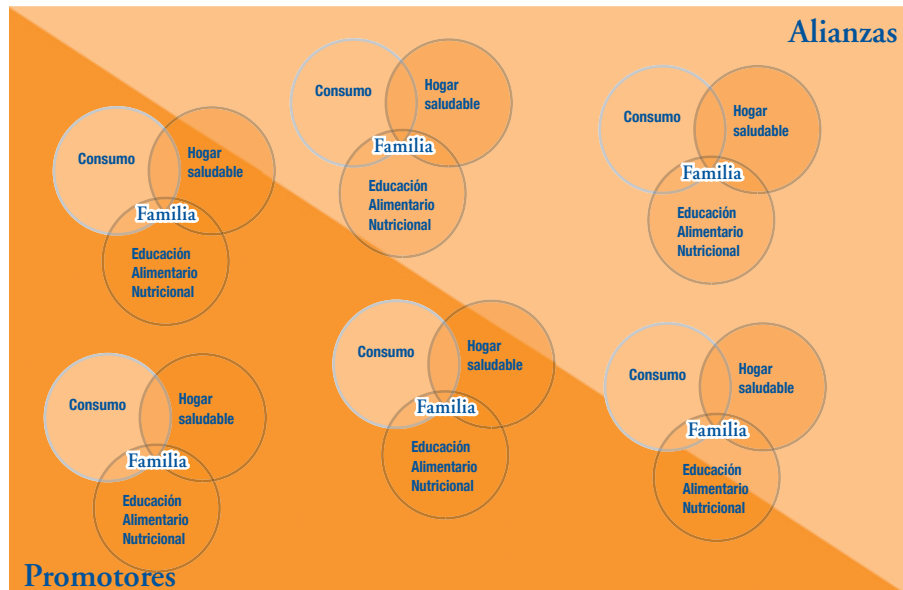 Alianzas
Consumo
Hogar
saludable
Familia
Educación
Alimentario
Nutricional
Consumo
Hogar
saludable
Familia
Educación
Alimentario
Nutricional
Consumo
Hogar
saludable
Familia
Educación
Alimentario
Nutricional
Consumo
Hogar
saludable
Familia
Educación
Alimentario
Nutricional
Consumo
Hogar
saludable
Familia
Educación
Alimentario
Nutricional
Consumo
Hogar
saludable
Familia
Educación
Alimentario
Nutricional
Promotores